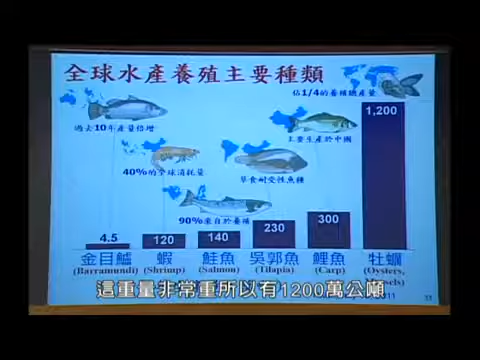 全球水產養殖主要種類
佔1/4的養殖總產量
1,200
過去10年產量倍增
主要生產於中國
40%的全球消耗量
草食耐受性魚種
90%來自於養殖
4.5
120
140
230
300
金目鱸
蝦
鮭魚
吳郭魚
鯉魚
牡蠣
(Barramundi)
(Shrimp)
(Salmon)
(Tilapia)
(Carp)
(Oysters,
這重量非常重所以有1200萬公噸